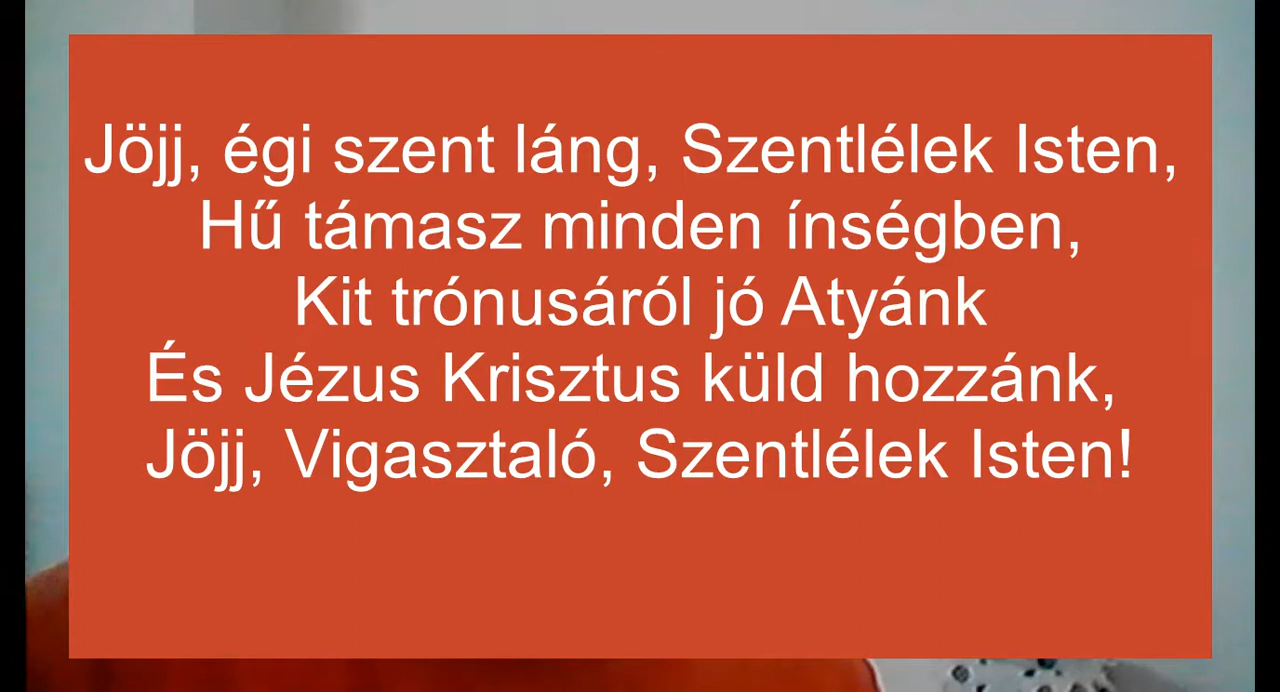 Jöjj, égi szent láng, Szentlélek Isten,
Hű támasz minden ínségben,
Kit trónusáról jó Atyánk
És Jézus Krisztus küld hozzánk,
Jöjj, Vigasztaló, Szentlélek Isten!